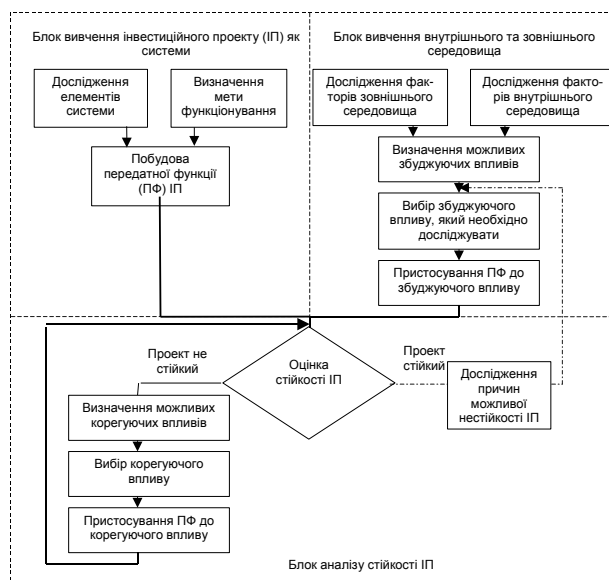 Блок вивчення інвестиційного проекту (ІП) як
системи
Дослідження
елементів
системи
Визначення
мети
функціонування
Побудова
передатної функції
(ПФ) ІП
Блок вивчення внутрішнього та зовнішнього
середовища
Дослідження фак-
торів зовнішнього
середовища
Дослідження факто-
рів внутрішнього
середовища
Визначення можливих
збуджуючих впливів
Вибір збуджуючого
впливу, який необхідно
досліджувати
Пристосування ПФ до
збуджуючого впливу
Проект не
стійкий
Оцінка
стійкості ІП
Проект
стійкий
Дослідження
причин
можливої
нестійкості ІП
Визначення можливих
корегуючих впливів
Вибір корегуючого
впливу
Пристосування ПФ до
корегуючого впливу
Блок аналізу стійкості ІП